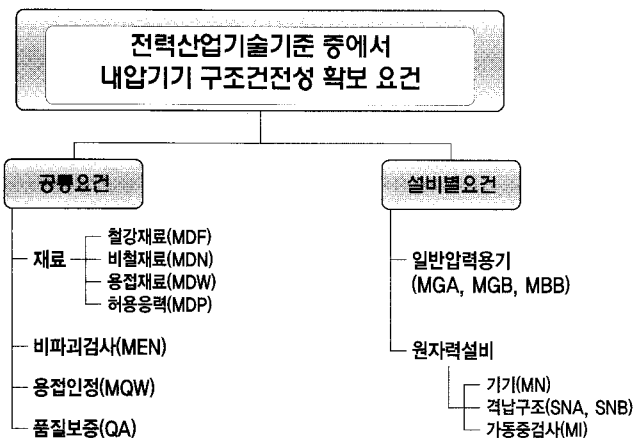 전력산업기술기준 중에서
내압기기 구조건전성 확보 요건
공통요건
재료
철강재료(MDF)
비철재료(MDN)
용접재료(MDW)
허용응력(MDP)
비파괴검사(MEN)
용접인정(MQW)
품질보증(QA)
설비별요건
일반압력용기
(MGA, MGB, MBB)
원자력설비
기기(MN)
격납구조(SNA, SNB)
가동중검사(MI)